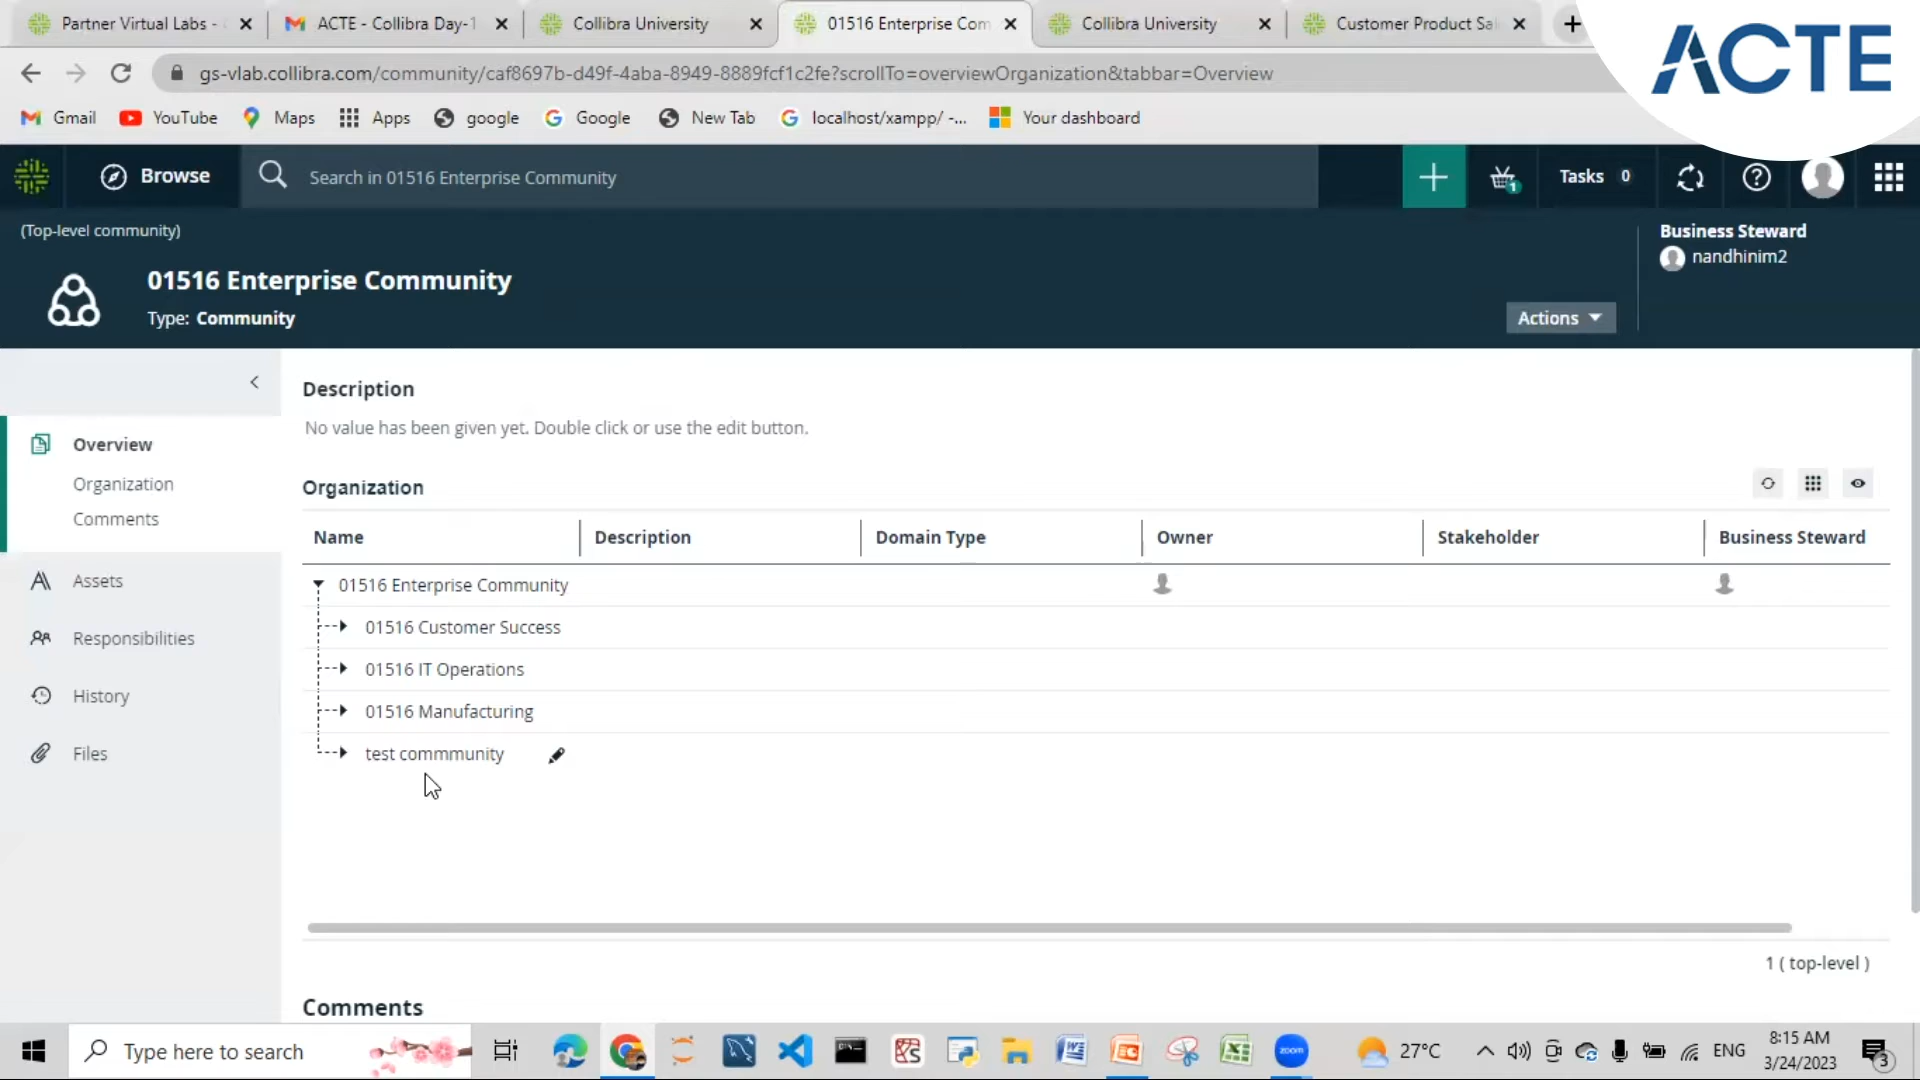 Partner Virtual Labs -
ACTE - Collibra Day-1
Collibra University
01516 Enterprise Com
Collibra University
Customer Product Sal
ACTE
gs-vlab.collibra.com/community/caf8697b-d49f-4aba-8949-8889fcf1c2fe?scrollTo=overviewOrganization&tabbar=Overview
Gmail
YouTube
Maps
Apps
google
Google
New Tab
localhost/xampp/ -...
Your dashboard
Browse
Search in 01516 Enterprise Community
1
Tasks 0
(Top-level community)
01516 Enterprise Community
Type: Community
Actions
Business Steward
nandhinim2
Overview
Organization
Comments
Assets
Responsibilities
History
Files
Description
No value has been given yet. Double click or use the edit button.
Organization
Name Description Domain Type Owner Stakeholder Business Steward
01516 Enterprise Community
01516 Customer Success
01516 IT Operations
01516 Manufacturing
test commmunity
1 ( top-level )
Comments
Type here to search
zoom
27°C
ENG
8:15 AM
3/24/2023
3